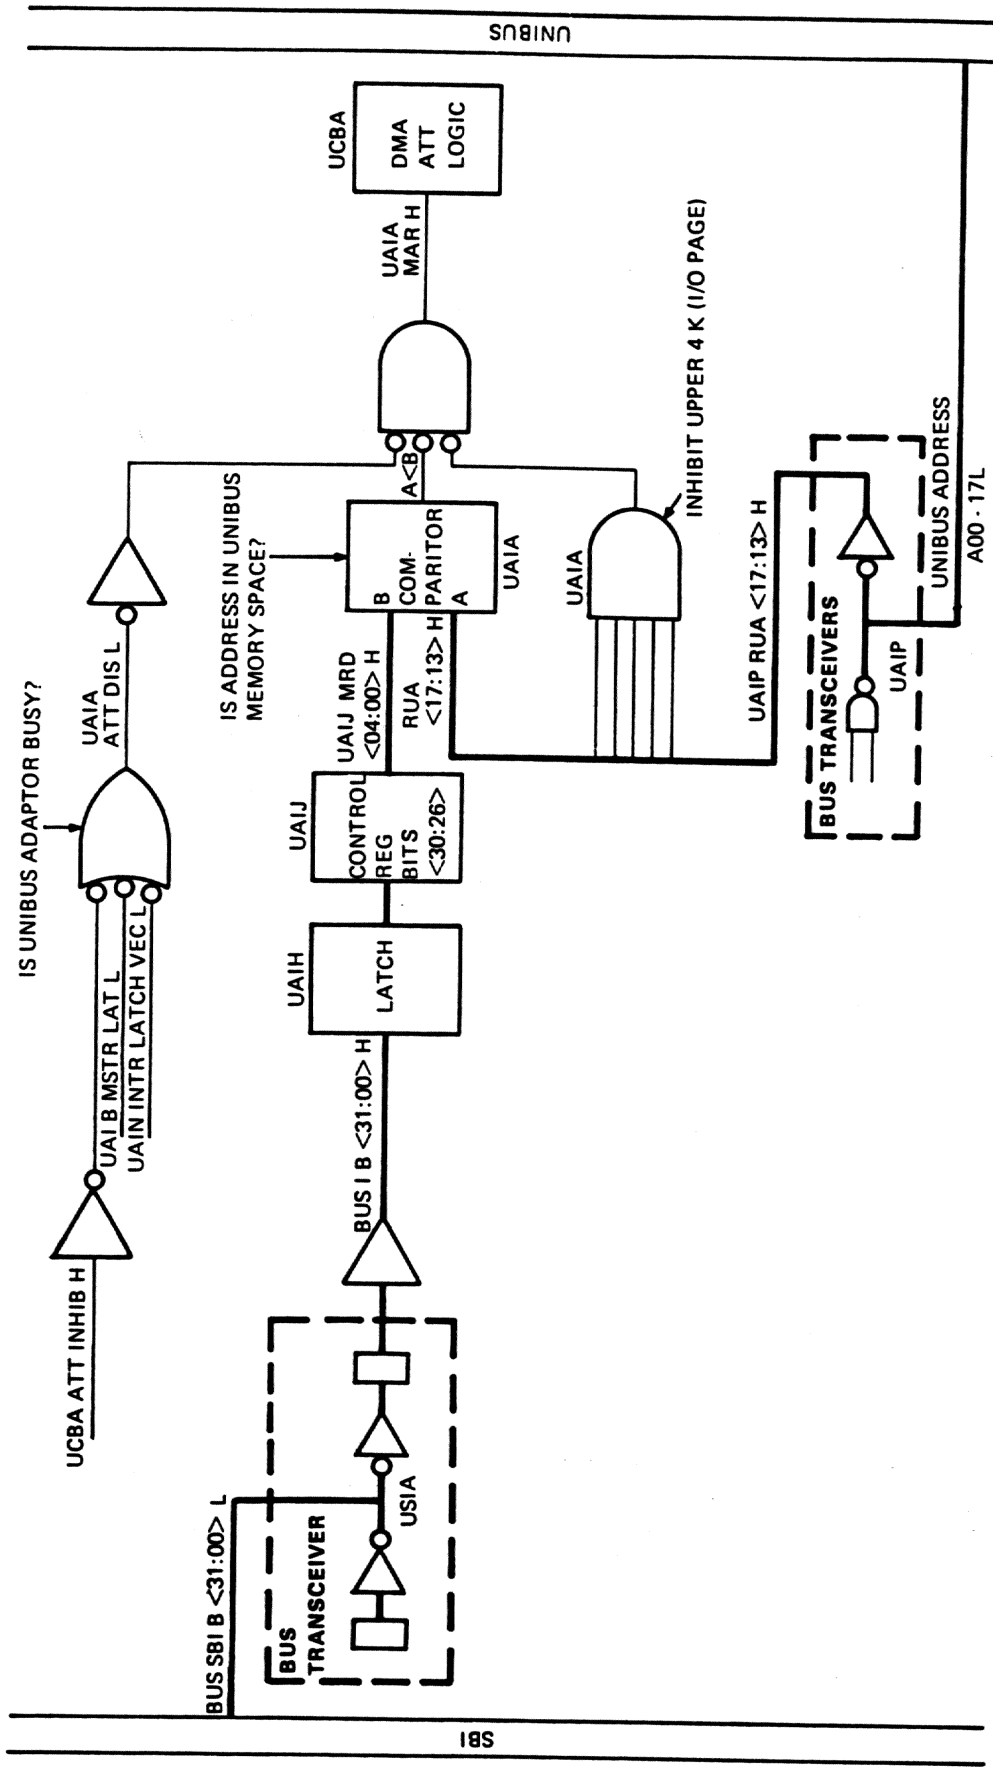 IS UNIBUS ADAPTOR BUSY?
UCBA ATT INHIB H
UAI B MSTR LAT L
UAIN INTR LATCH VEC L
UAIA
ATT DIS L
IS ADDRESS IN UNIBUS
MEMORY SPACE?
BUS SBI B <31:00> L
BUS
TRANSCEIVER
USIA
BUS I B <31:00> H
UAIH
LATCH
UAIJ
CONTROL
REG
BITS
<30:26>
UAIJ MRD
<04:00> H
RUA
<17:13> H
B
COM-
PARITOR
A
UAIA
A<B
UAIA
MAR H
UCBA
DMA
ATT
LOGIC
UAIA
INHIBIT UPPER 4 K (I/O PAGE)
UAIP RUA <17:13> H
BUS TRANSCEIVERS
UAIP
UNIBUS ADDRESS
A00 - 17L
SBI
UNIBUS